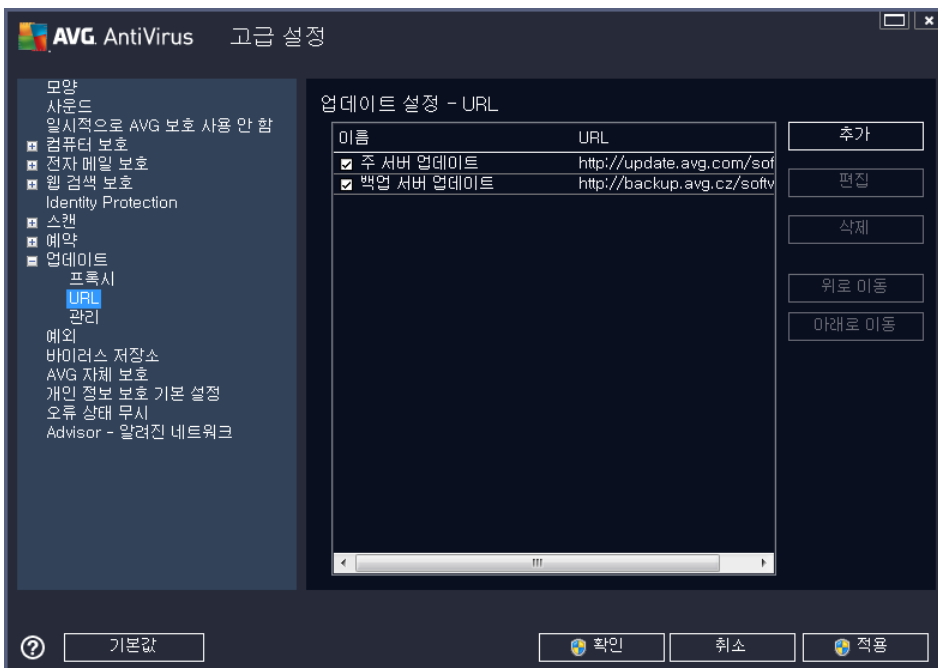 AVG. AntiVirus 고급 설정
모양
사운드
일시적으로 AVG 보호 사용 안 함
컴퓨터 보호
전자 메일 보호
웹 검색 보호
Identity Protection
스캔
예약
업데이트
프록시
URL
관리
예외
바이러스 저장소
AVG 자체 보호
개인 정보 보호 기본 설정
오류 상태 무시
Advisor - 알려진 네트워크
업데이트 설정 - URL
이름 URL
주 서버 업데이트 http://update.avg.com/sof
백업 서버 업데이트 http://backup.avg.cz/softv
추가
편집
삭제
위로 이동
아래로 이동
기본값
확인
취소
적용